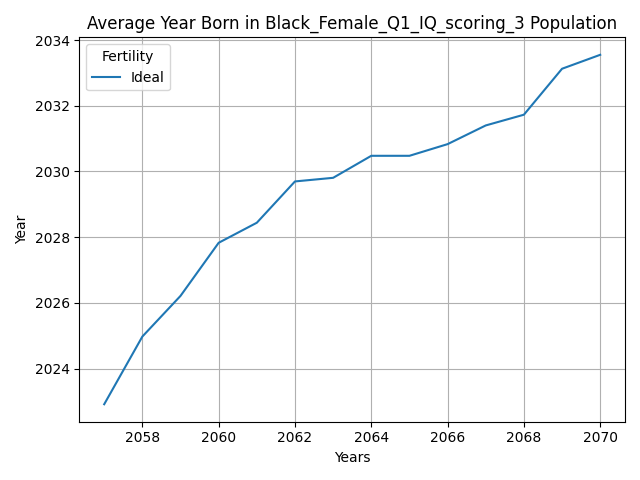 Average Year Born in Black_Female_Q1_IQ_scoring_3 Population
Fertility
Ideal
Year
2034
2032
2030
2028
2026
2024
2058 2060 2062 2064 2066 2068 2070
Years